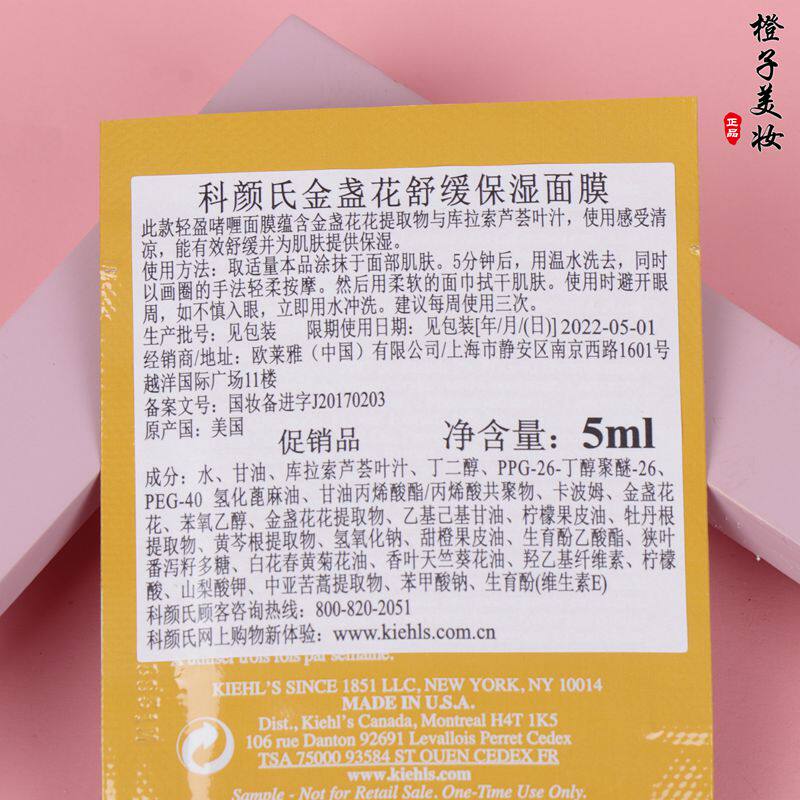 橙子美妆
正品
科颜氏金盏花舒缓保湿面膜
此款轻盈啫喱面膜蕴含金盏花花提取物与库拉索芦荟叶汁，使用感受清
凉，能有效舒缓并为肌肤提供保湿。
使用方法：取适量本品涂抹于面部肌肤。5分钟后，用温水洗去，同时
以画圈的手法轻柔按摩。然后用柔软的面巾拭干肌肤。使用时避开眼
周，如不慎入眼，立即用水冲洗。建议每周使用三次。
生产批号：见包装 限期使用日期：见包装[年/月/(日)] 2022-05-01
经销商/地址：欧莱雅（中国）有限公司/上海市静安区南京西路1601号
越洋国际广场11楼
备案文号：国妆备进字J20170203
原产国：美国 促销品 净含量：5ml
成分：水、甘油、库拉索芦荟叶汁、丁二醇、PPG-26-丁醇聚醚-26、
PEG-40 氢化蓖麻油、甘油丙烯酸酯/丙烯酸共聚物、卡波姆、金盏花
花、苯氧乙醇、金盏花花提取物、乙基己基甘油、柠檬果皮油、牡丹根
提取物、黄芩根提取物、氢氧化钠、甜橙果皮油、生育酚乙酸酯、狭叶
番泻籽多糖、白花春黄菊花油、香叶天竺葵花油、羟乙基纤维素、柠檬
酸、山梨酸钾、中亚苦蒿提取物、苯甲酸钠、生育酚(维生素E)
科颜氏顾客咨询热线：800-820-2051
科颜氏网上购物新体验：www.kiehls.com.cn
trois fois par semaine.
KIEHL'S SINCE 1851 LLC, NEW YORK, NY 10014
MADE IN U.S.A.
Dist., Kiehl's Canada, Montreal H4T 1K5
106 rue Danton 92691 Levallois Perret Cedex
TSA 75000 93584 ST OUEN CEDEX FR
www.kiehls.com
Sample - Not for Retail Sale. One-Time Use Only.